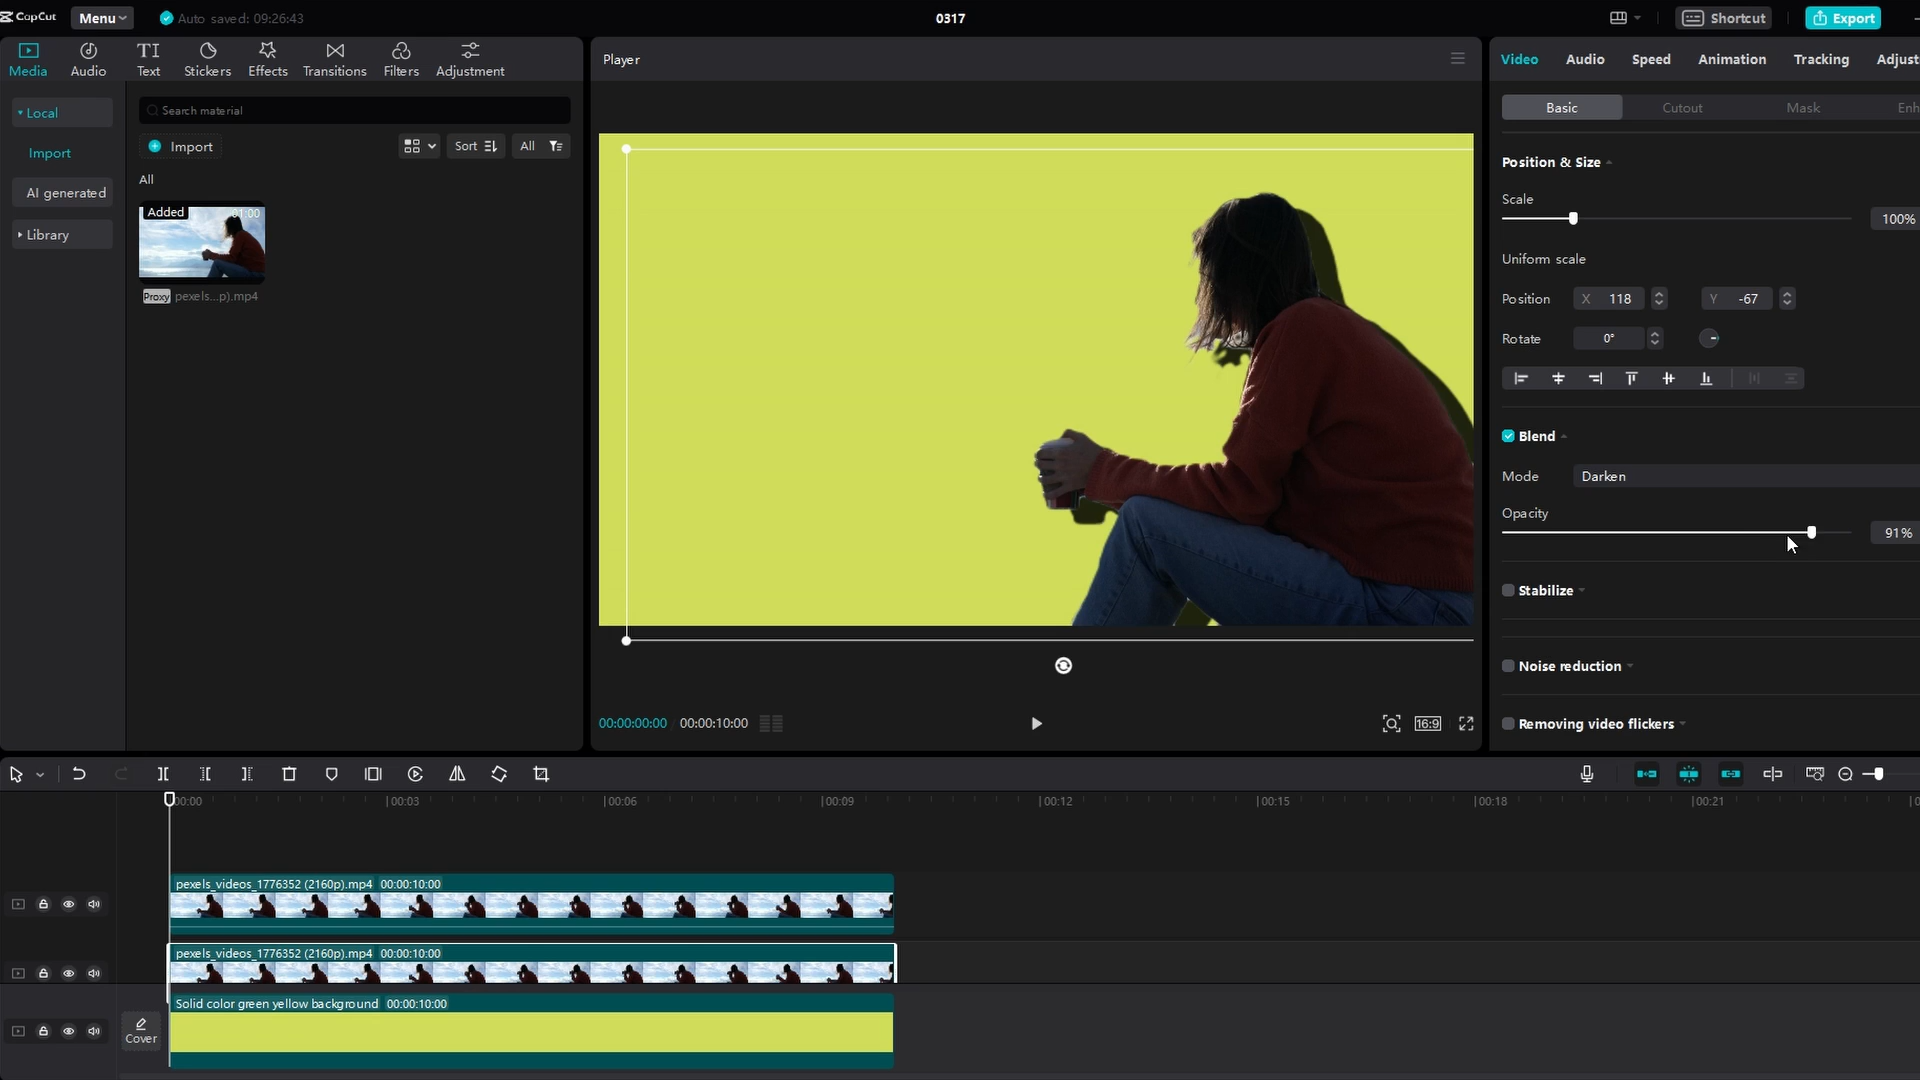 CapCut
Menu
Auto saved: 09:26:43
0317
Shortcut
Export
Media
Audio
Text
Stickers
Effects
Transitions
Filters
Adjustment
Local
Import
AI generated
Library
Search material
Import
Sort
All
All
Added
01:00
Proxy
pexels...p).mp4
Player
00:00:00:00
00:00:10:00
16:9
Video
Audio
Speed
Animation
Tracking
Adjust
Basic
Cutout
Mask
Enh
Position & Size
Scale
100%
Uniform scale
Position
X 118
Y -67
Rotate
0°
Blend
Mode
Darken
Opacity
91%
Stabilize
Noise reduction
Removing video flickers
00:00
00:03
00:06
00:09
00:12
00:15
00:18
00:21
pexels_videos_1776352 (2160p).mp4 00:00:10:00
pexels_videos_1776352 (2160p).mp4 00:00:10:00
Solid color green yellow background 00:00:10:00
Cover